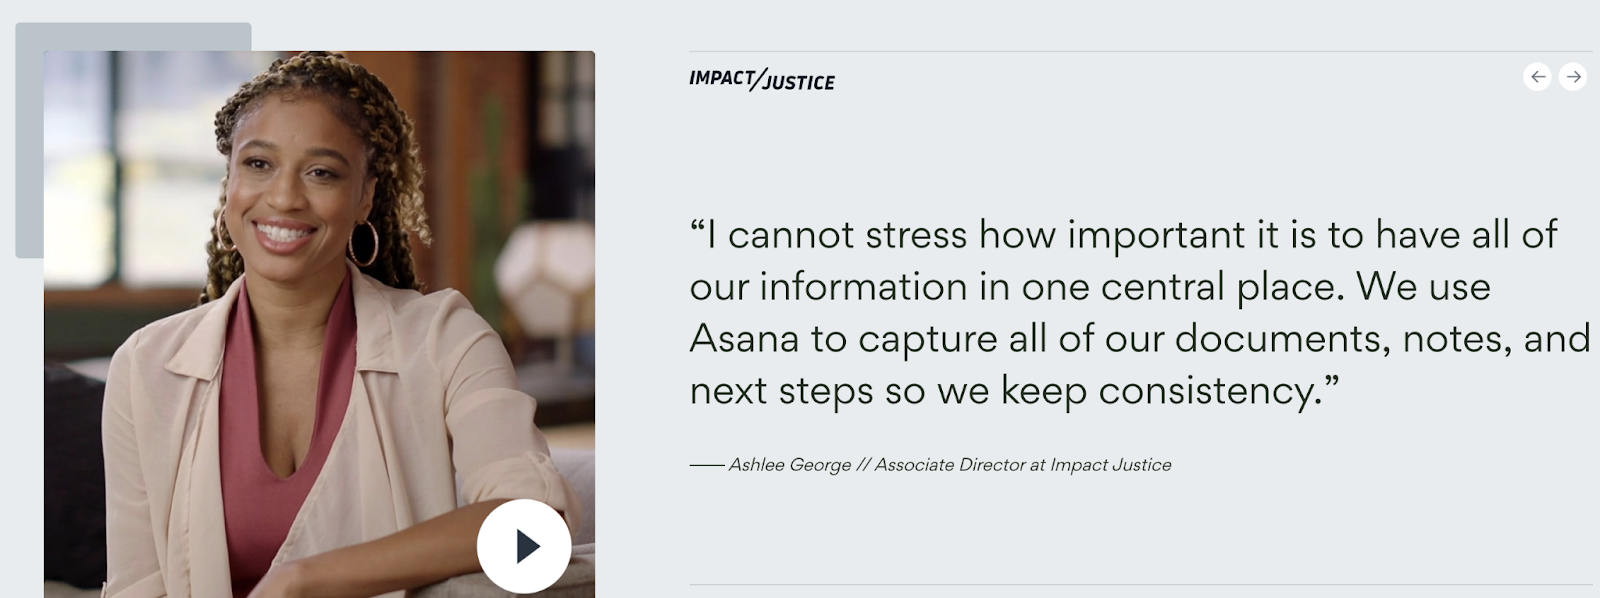 IMPACT/JUSTICE
“I cannot stress how important it is to have all of
our information in one central place. We use
Asana to capture all of our documents, notes, and
next steps so we keep consistency.”
—— Ashlee George // Associate Director at Impact Justice